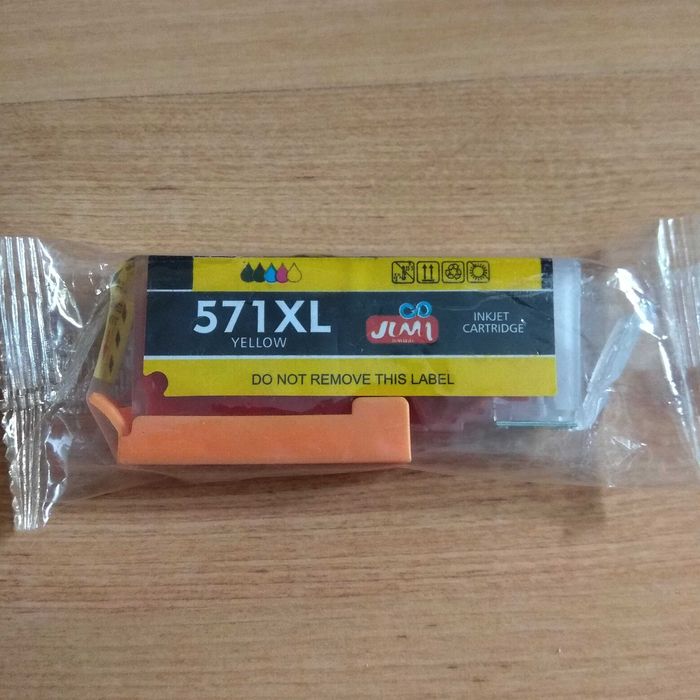 571XL
YELLOW
JIMI
INKJET
CARTRIDGE
DO NOT REMOVE THIS LABEL